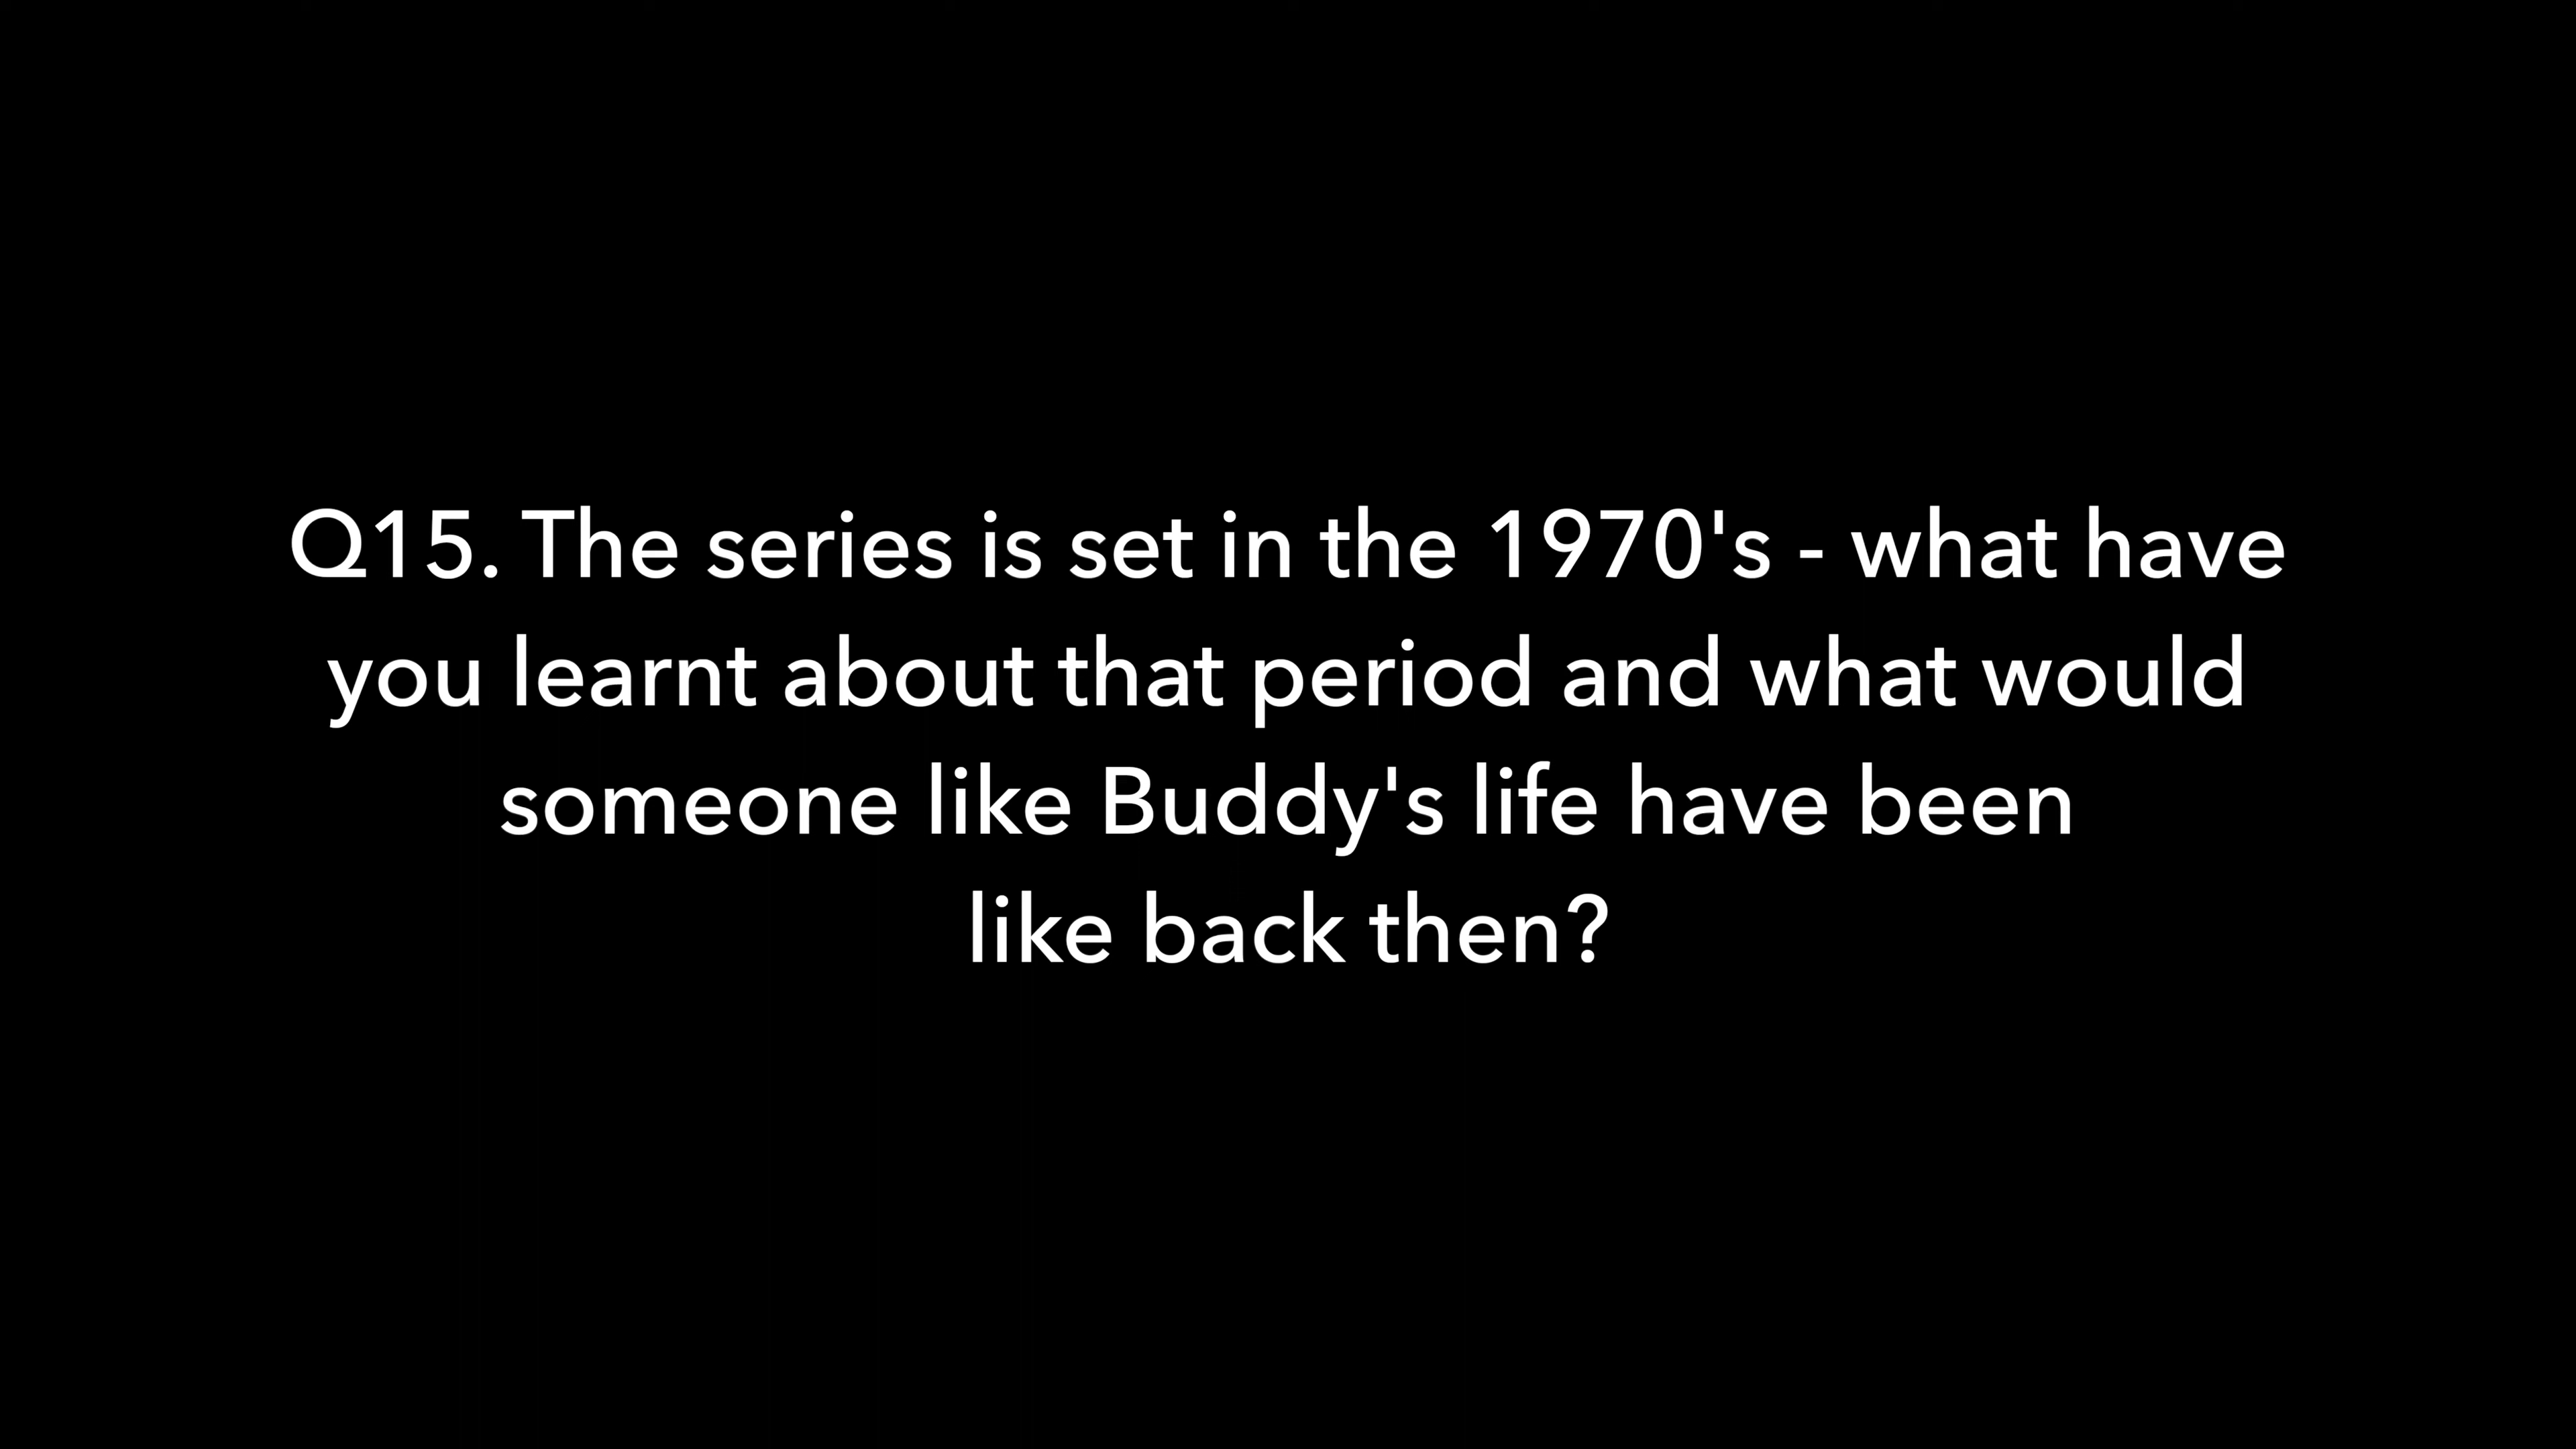 Q15. The series is set in the 1970's - what have
you learnt about that period and what would
someone like Buddy's life have been
like back then?